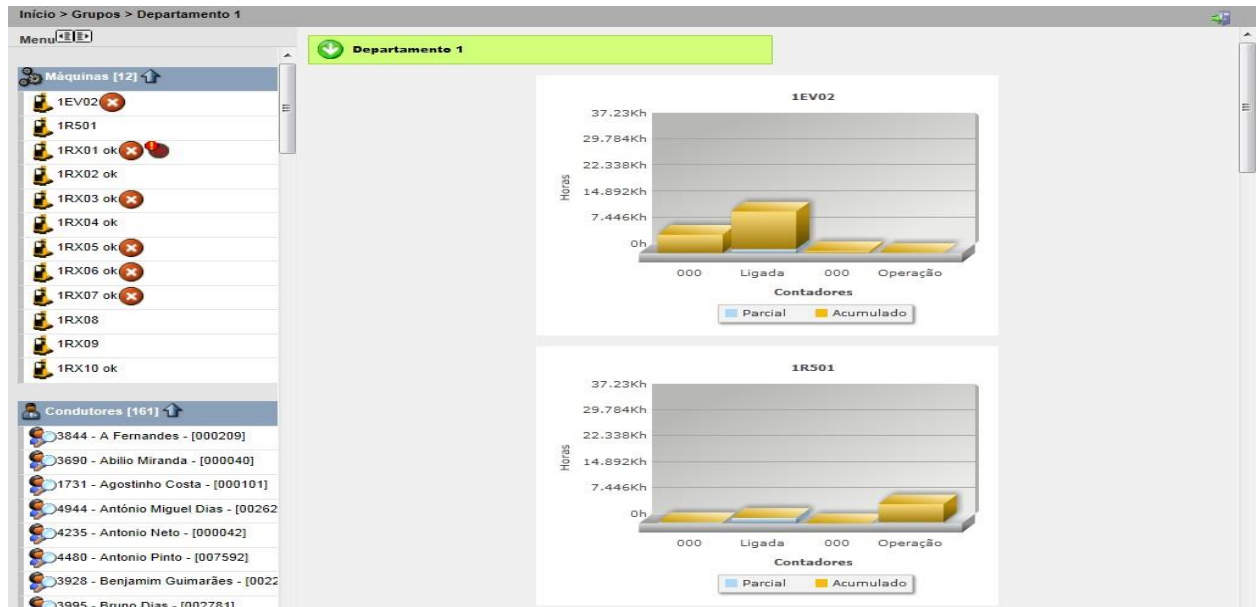 Início > Grupos > Departamento 1
Menu
Máquinas [12]
1EV02
1R501
1RX01 ok
1RX02 ok
1RX03 ok
1RX04 ok
1RX05 ok
1RX06 ok
1RX07 ok
1RX08
1RX09
1RX10 ok
Condutores [161]
3844 - A Fernandes - [000209]
3690 - Abilio Miranda - [000040]
1731 - Agostinho Costa - [000101]
4944 - António Miguel Dias - [00262
4235 - Antonio Neto - [000042]
4480 - Antonio Pinto - [007592]
3928 - Benjamim Guimarães - [0022
3995 - Bruno Dias - [002781]
Departamento 1
1EV02
37.23Kh
29.784Kh
22.338Kh
14.892Kh
7.446Kh
0h
Horas
000 Ligada 000 Operação
Contadores
Parcial Acumulado
1R501
37.23Kh
29.784Kh
22.338Kh
14.892Kh
7.446Kh
0h
Horas
000 Ligada 000 Operação
Contadores
Parcial Acumulado